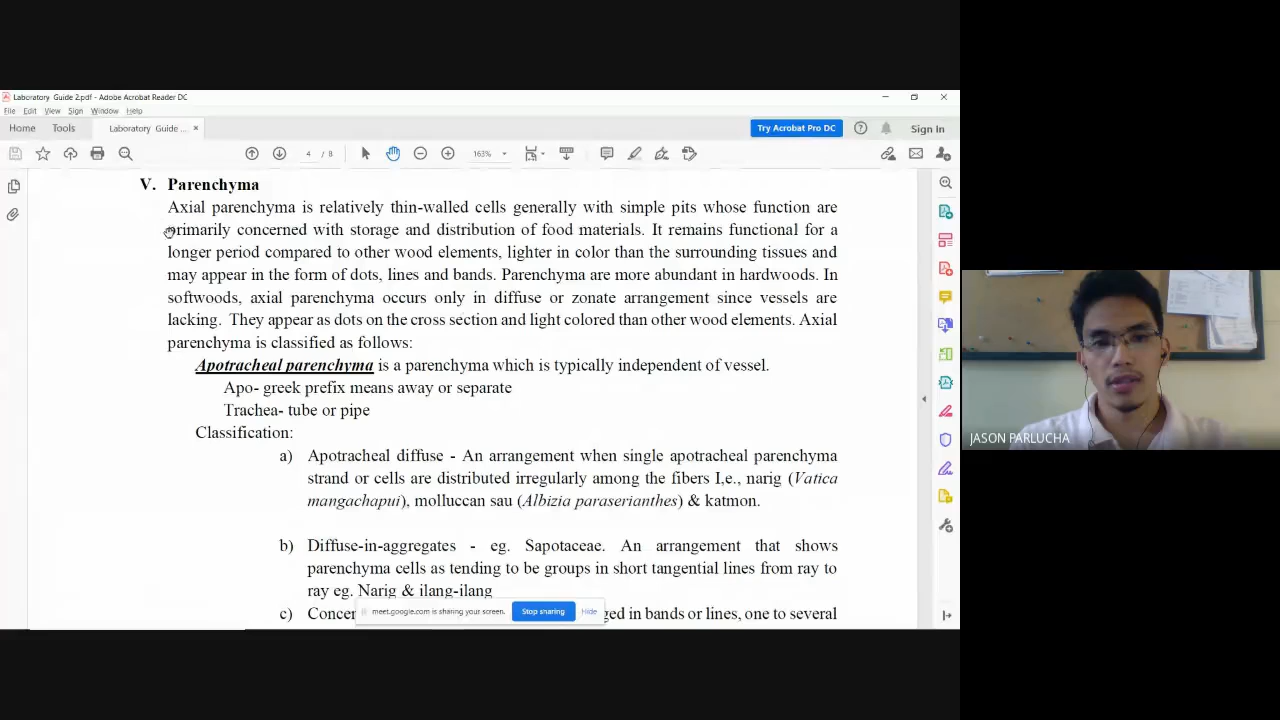 Laboratory Guide 2.pdf - Adobe Acrobat Reader DC
File Edit View Sign Window Help
Home Tools Laboratory Guide ... × Try Acrobat Pro DC Sign In
4 / 8 163%
V. Parenchyma
Axial parenchyma is relatively thin-walled cells generally with simple pits whose function are
primarily concerned with storage and distribution of food materials. It remains functional for a
longer period compared to other wood elements, lighter in color than the surrounding tissues and
may appear in the form of dots, lines and bands. Parenchyma are more abundant in hardwoods. In
softwoods, axial parenchyma occurs only in diffuse or zonate arrangement since vessels are
lacking. They appear as dots on the cross section and light colored than other wood elements. Axial
parenchyma is classified as follows:
Apotracheal parenchyma is a parenchyma which is typically independent of vessel.
Apo- greek prefix means away or separate
Trachea- tube or pipe
Classification:
a) Apotracheal diffuse - An arrangement when single apotracheal parenchyma
strand or cells are distributed irregularly among the fibers I,e., narig (Vatica
mangachapui), molluccan sau (Albizia paraserianthes) & katmon.
b) Diffuse-in-aggregates - eg. Sapotaceae. An arrangement that shows
parenchyma cells as tending to be groups in short tangential lines from ray to
ray eg. Narig & ilang-ilang
c) Concen ged in bands or lines, one to several
meet.google.com is sharing your screen. Stop sharing Hide
JASON PARLUCHA